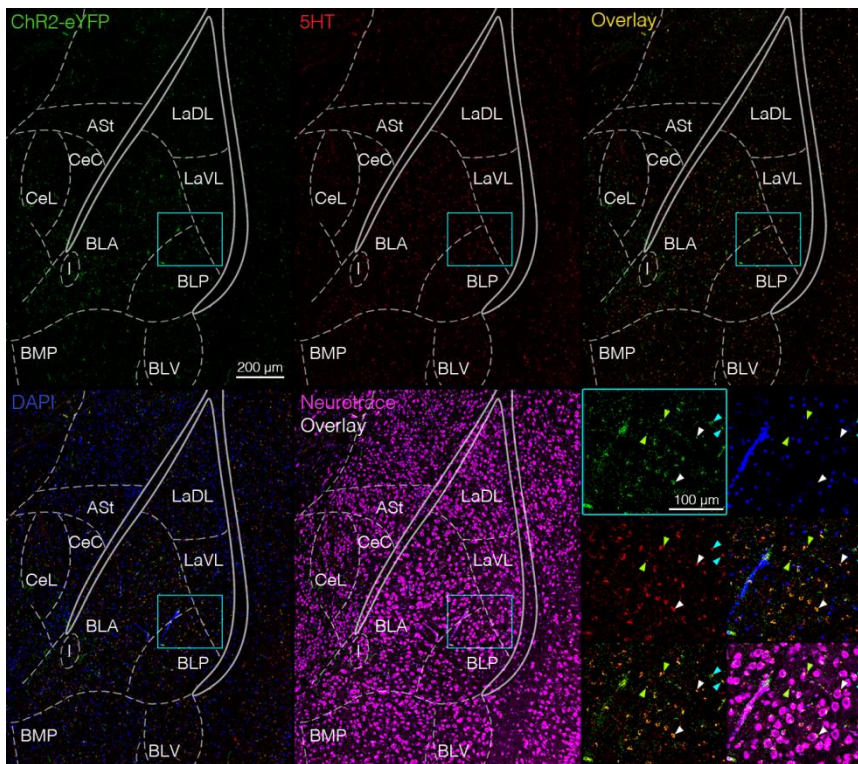 ChR2-eYFP
LaDL
ASt
CeC
LaVL
CeL
BLA
I
BLP
BMP
BLV
200 µm
5HT
LaDL
ASt
CeC
LaVL
CeL
BLA
I
BLP
BMP
BLV
Overlay
LaDL
ASt
CeC
LaVL
CeL
BLA
I
BLP
BMP
BLV
DAPI
LaDL
ASt
CeC
LaVL
CeL
BLA
I
BLP
BMP
BLV
Neurotrace
Overlay
LaDL
ASt
CeC
LaVL
CeL
BLA
I
BLP
BMP
BLV
100 µm